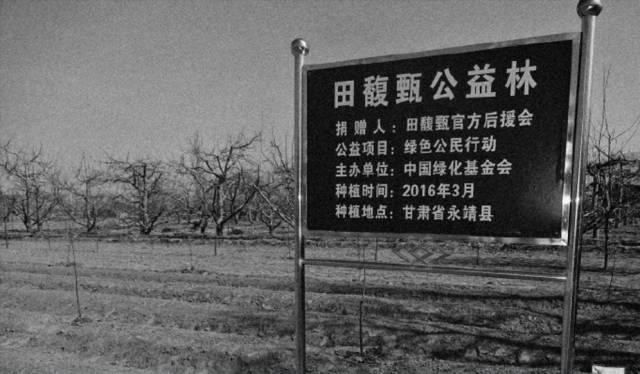 田馥甄公益林
捐赠人：田馥甄官方后援会
公益项目：绿色公民行动
主办单位：中国绿化基金会
种植时间：2016年3月
种植地点：甘肃省永靖县